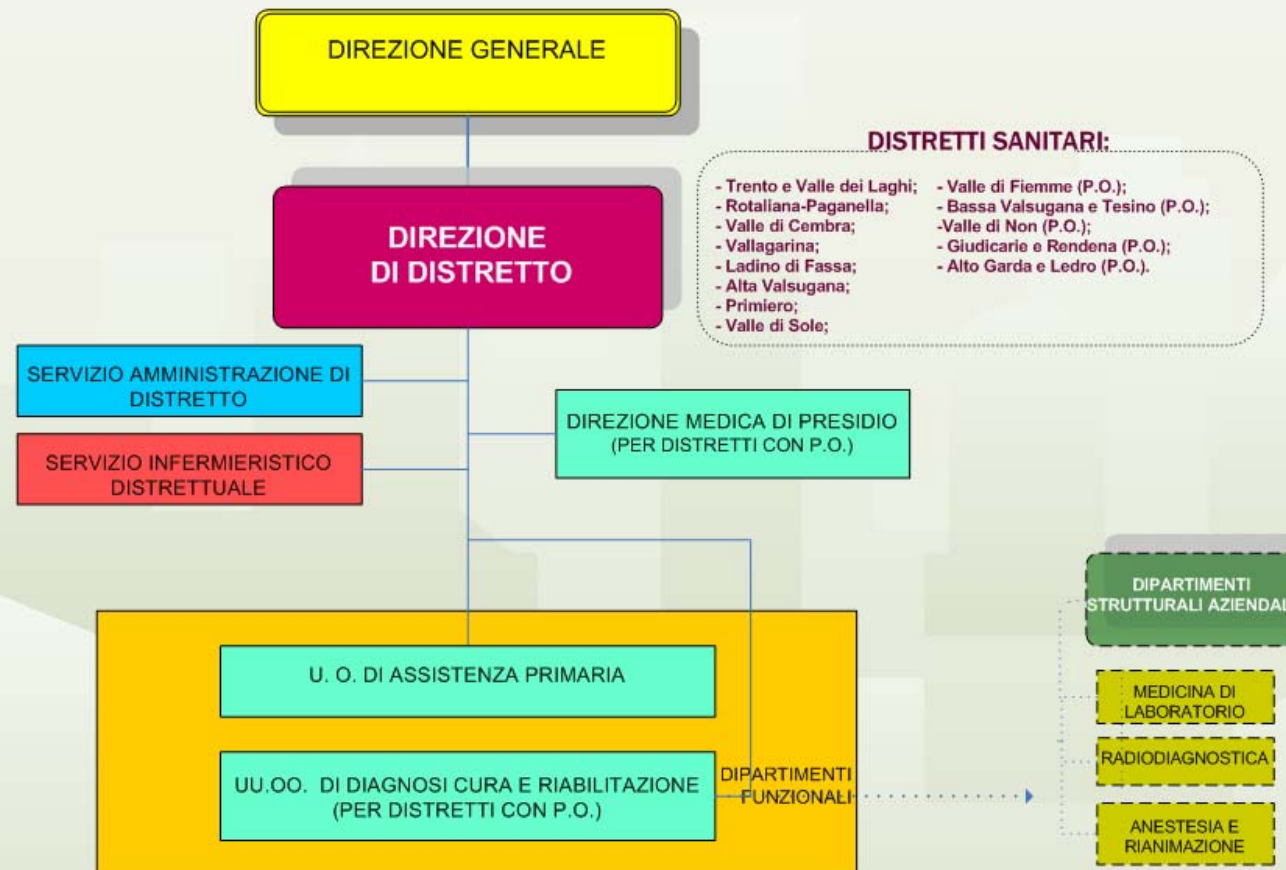 DIREZIONE GENERALE
DIREZIONE
DI DISTRETTO
DISTRETTI SANITARI:
- Trento e Valle dei Laghi;
- Rotaliana-Paganella;
- Valle di Cembra;
- Vallagarina;
- Ladino di Fassa;
- Alta Valsugana;
- Primiero;
- Valle di Sole;
- Valle di Fiemme (P.O.);
- Bassa Valsugana e Tesino (P.O.);
-Valle di Non (P.O.);
- Giudicarie e Rendena (P.O.);
- Alto Garda e Ledro (P.O.).
SERVIZIO AMMINISTRAZIONE DI
DISTRETTO
SERVIZIO INFERMIERISTICO
DISTRETTUALE
DIREZIONE MEDICA DI PRESIDIO
(PER DISTRETTI CON P.O.)
U. O. DI ASSISTENZA PRIMARIA
UU.OO. DI DIAGNOSI CURA E RIABILITAZIONE
(PER DISTRETTI CON P.O.)
DIPARTIMENTI
FUNZIONALI
DIPARTIMENTI
STRUTTURALI AZIENDAL
MEDICINA DI
LABORATORIO
RADIODIAGNOSTICA
ANESTESIA E
RIANIMAZIONE